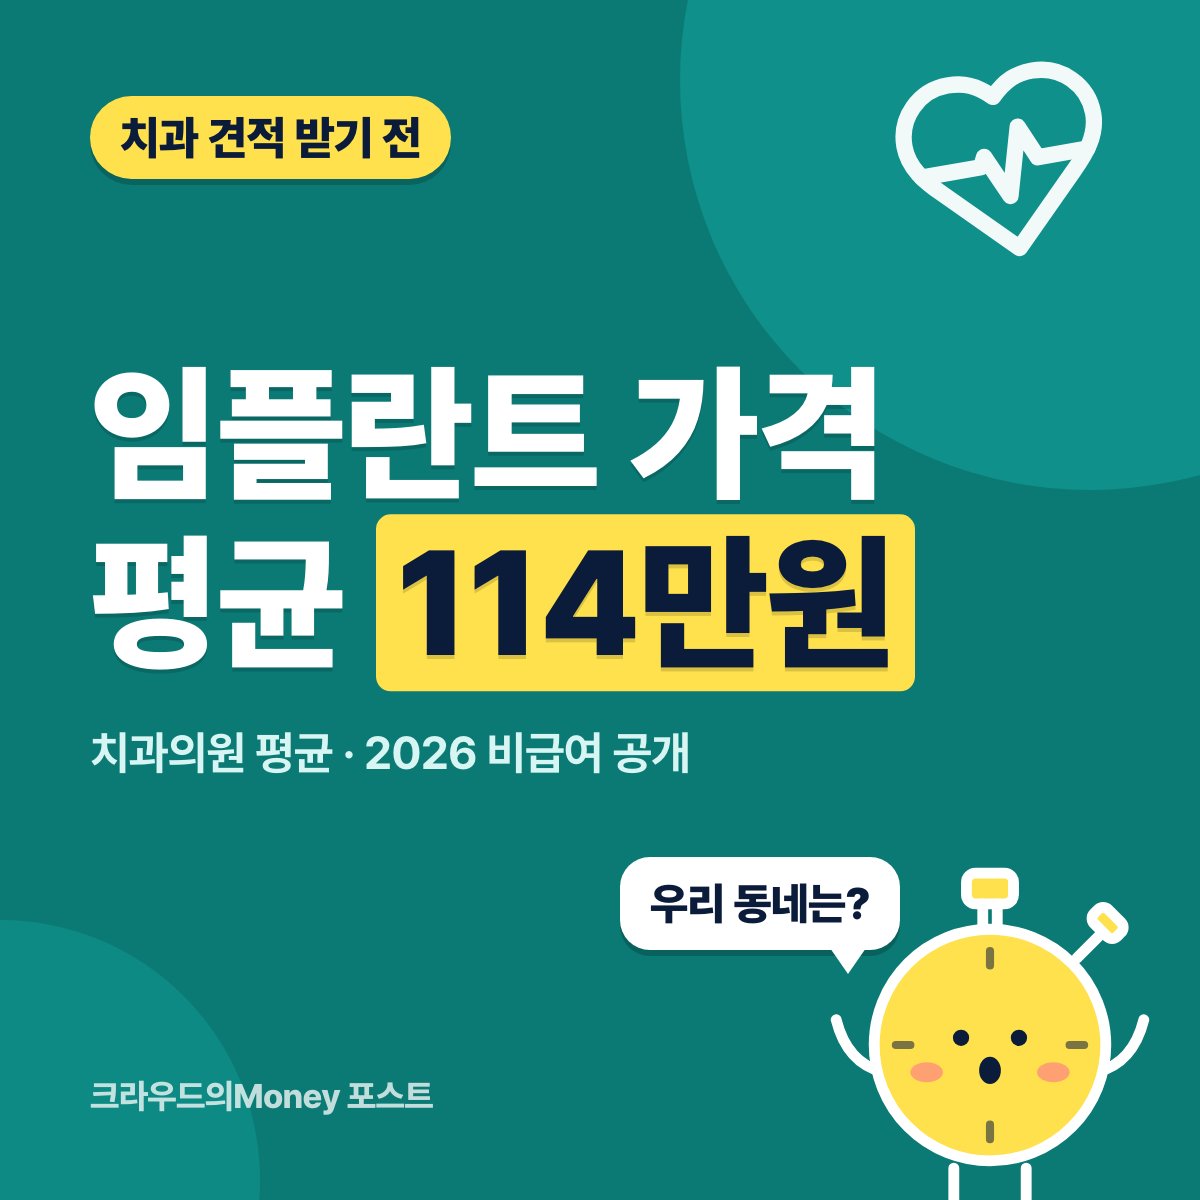 치과 견적 받기 전
임플란트 가격
평균 114만원
치과의원 평균 · 2026 비급여 공개
우리 동네는?
크라우드의Money 포스트